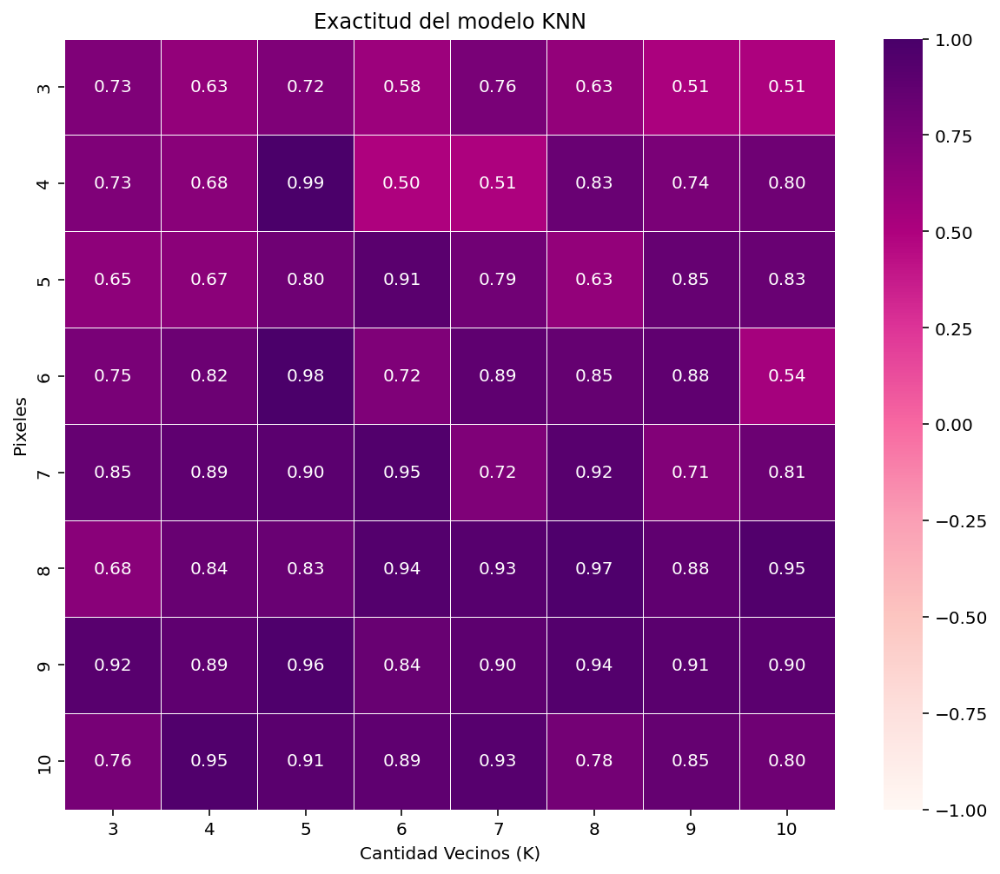 Exactitud del modelo KNN
3 0.73 0.63 0.72 0.58 0.76 0.63 0.51 0.51
4 0.73 0.68 0.99 0.50 0.51 0.83 0.74 0.80
5 0.65 0.67 0.80 0.91 0.79 0.63 0.85 0.83
6 0.75 0.82 0.98 0.72 0.89 0.85 0.88 0.54
7 0.85 0.89 0.90 0.95 0.72 0.92 0.71 0.81
8 0.68 0.84 0.83 0.94 0.93 0.97 0.88 0.95
9 0.92 0.89 0.96 0.84 0.90 0.94 0.91 0.90
10 0.76 0.95 0.91 0.89 0.93 0.78 0.85 0.80
3 4 5 6 7 8 9 10
Cantidad Vecinos (K)
Pixeles
1.00
0.75
0.50
0.25
0.00
−0.25
−0.50
−0.75
−1.00